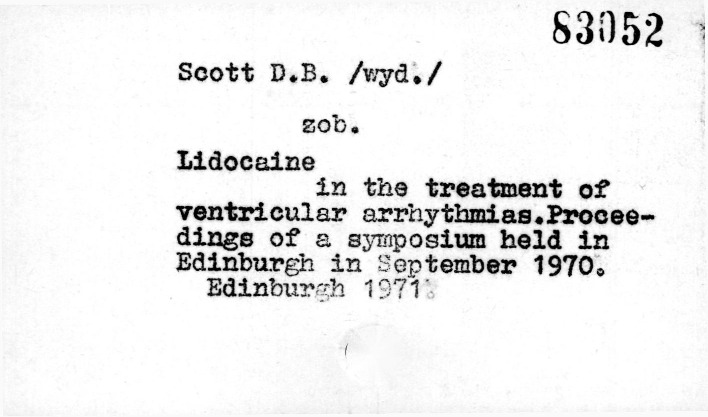 83052
Scott D.B. /wyd./
zob.
Lidocaine
in the treatment of
ventricular arrhythmias.Procee-
dings of a symposium held in
Edinburgh in September 1970.
Edinburgh 1971.